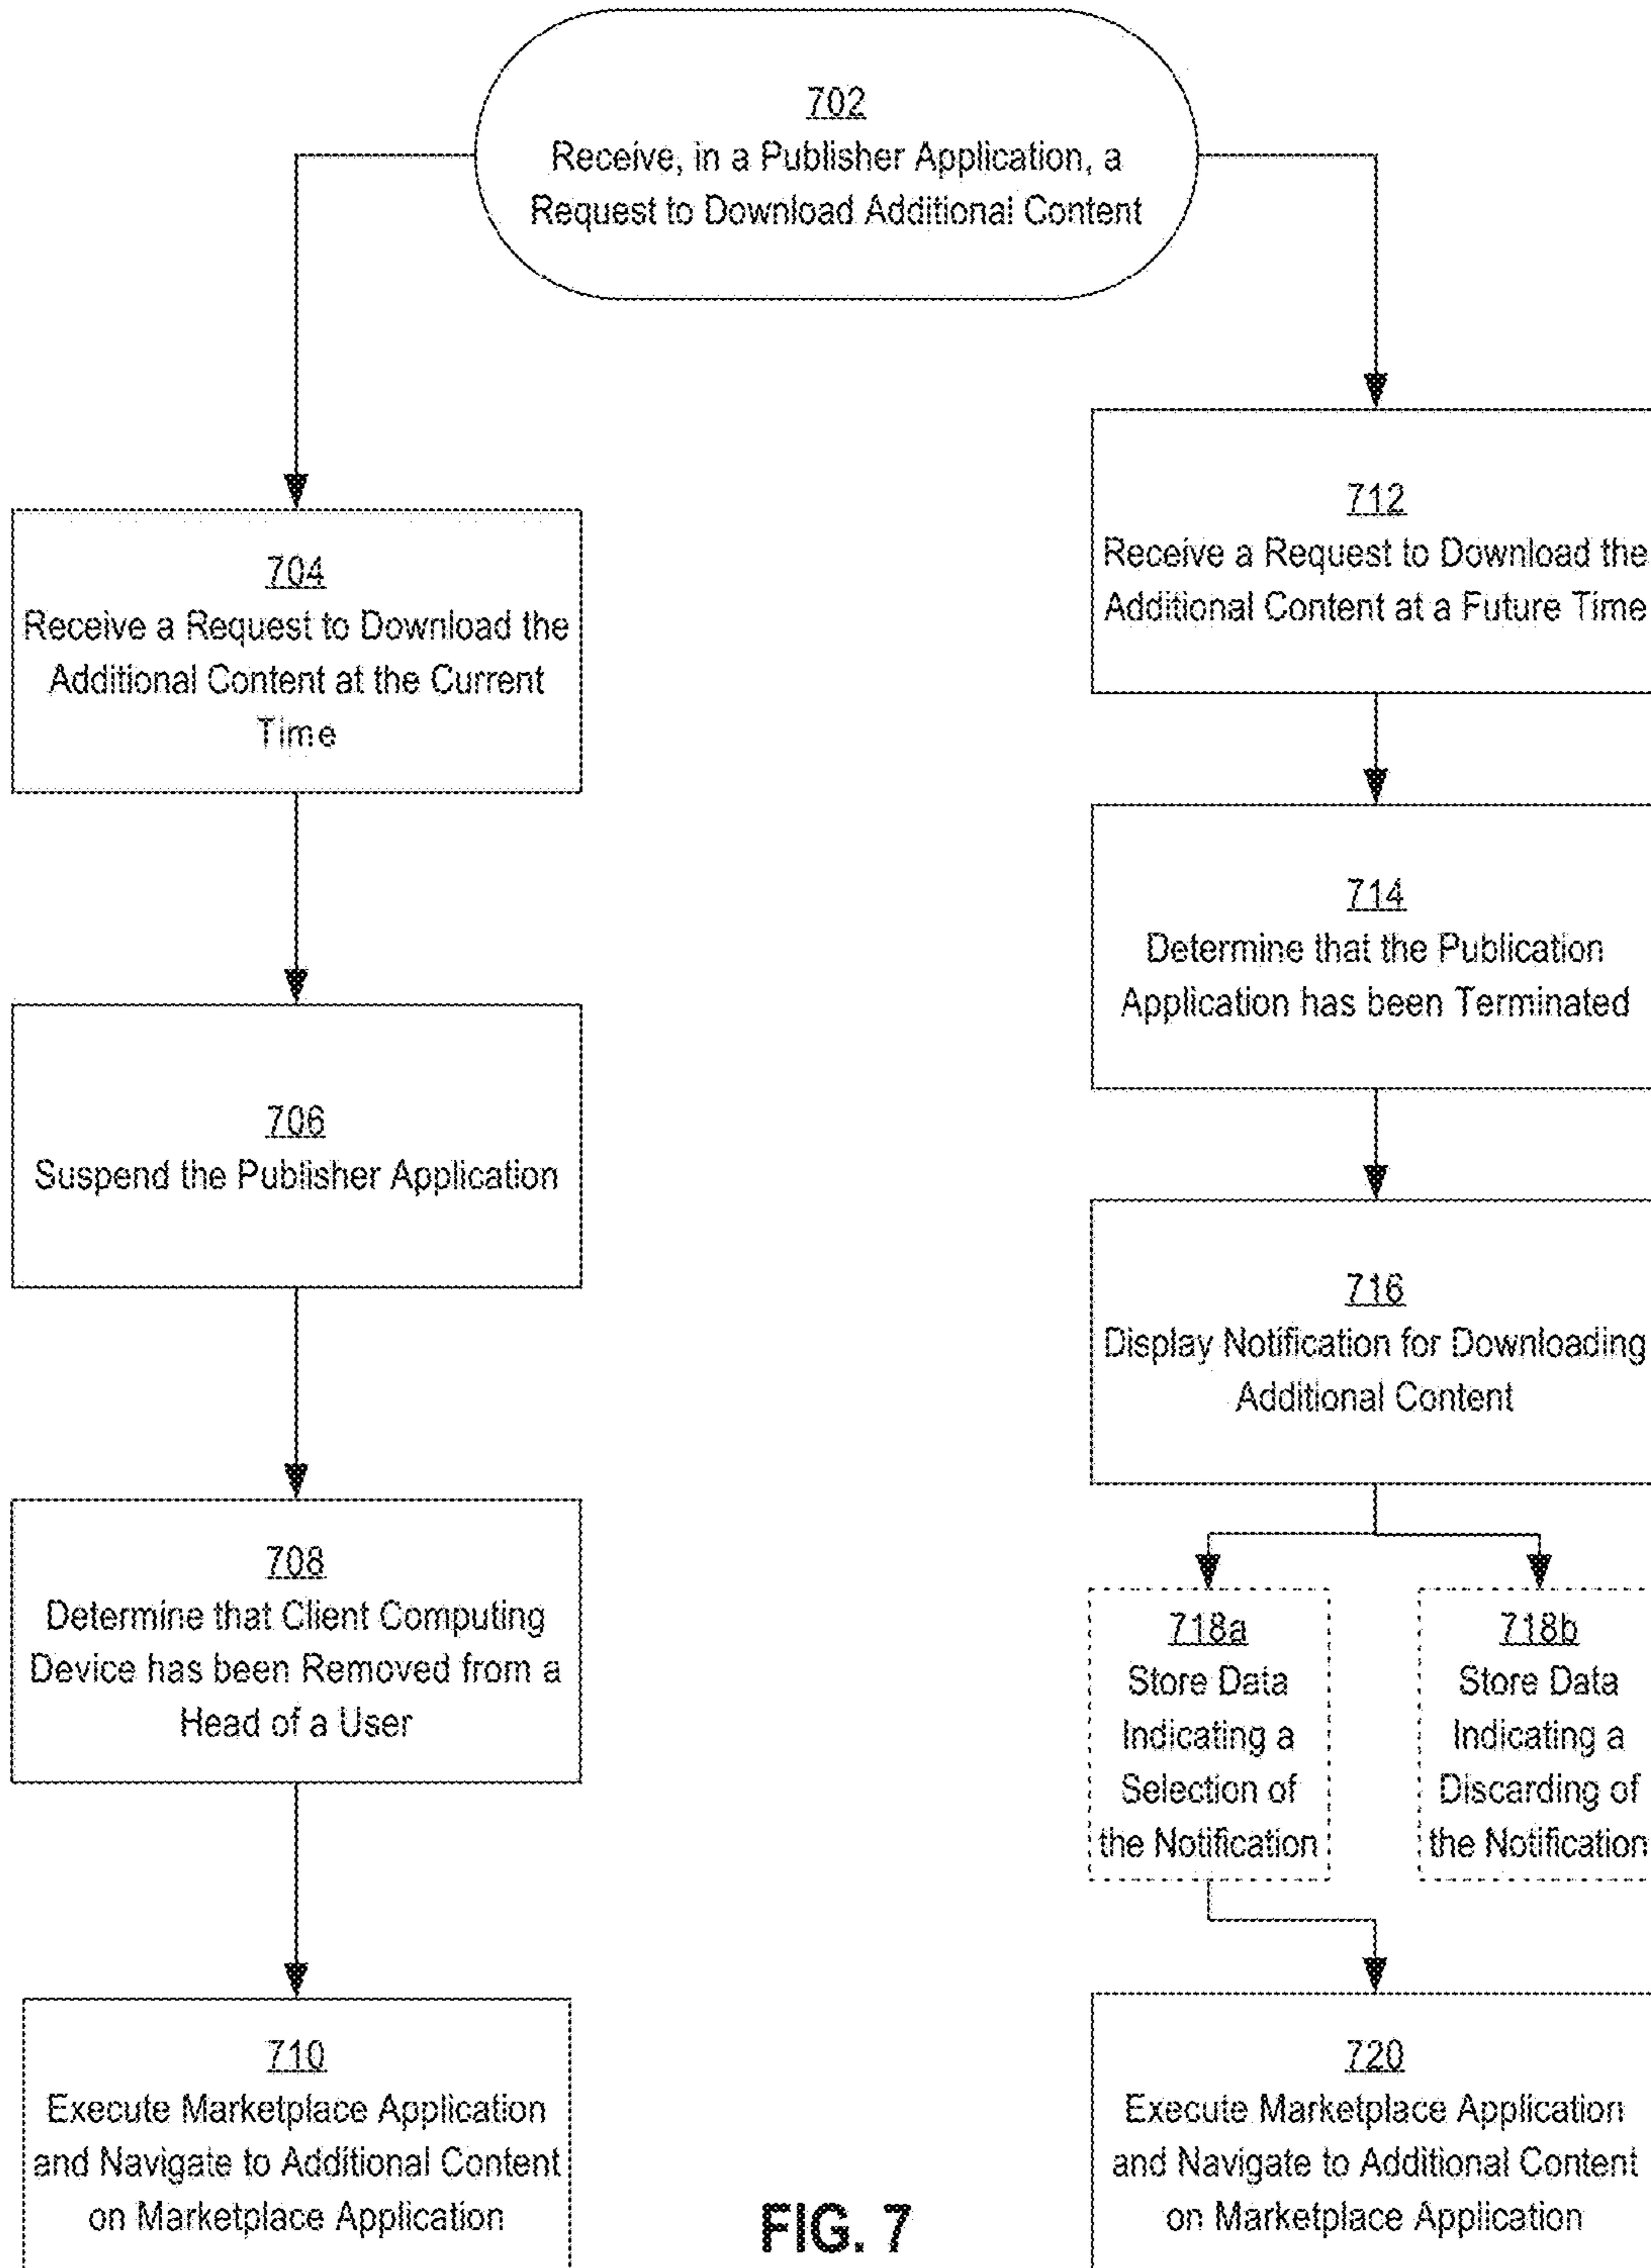 702
Receive, in a Publisher Application, a
Request to Download Additional Content
704
Receive a Request to Download the
Additional Content at the Current
Time
706
Suspend the Publisher Application
708
Determine that Client Computing
Device has been Removed from a
Head of a User
710
Execute Marketplace Application
and Navigate to Additional Content
on Marketplace Application
712
Receive a Request to Download the
Additional Content at a Future Time
714
Determine that the Publication
Application has been Terminated
716
Display Notification for Downloading
Additional Content
718a
Store Data
Indicating a
Selection of
the Notification
718b
Store Data
Indicating a
Discarding of
the Notification
720
Execute Marketplace Application
and Navigate to Additional Content
on Marketplace Application
FIG. 7